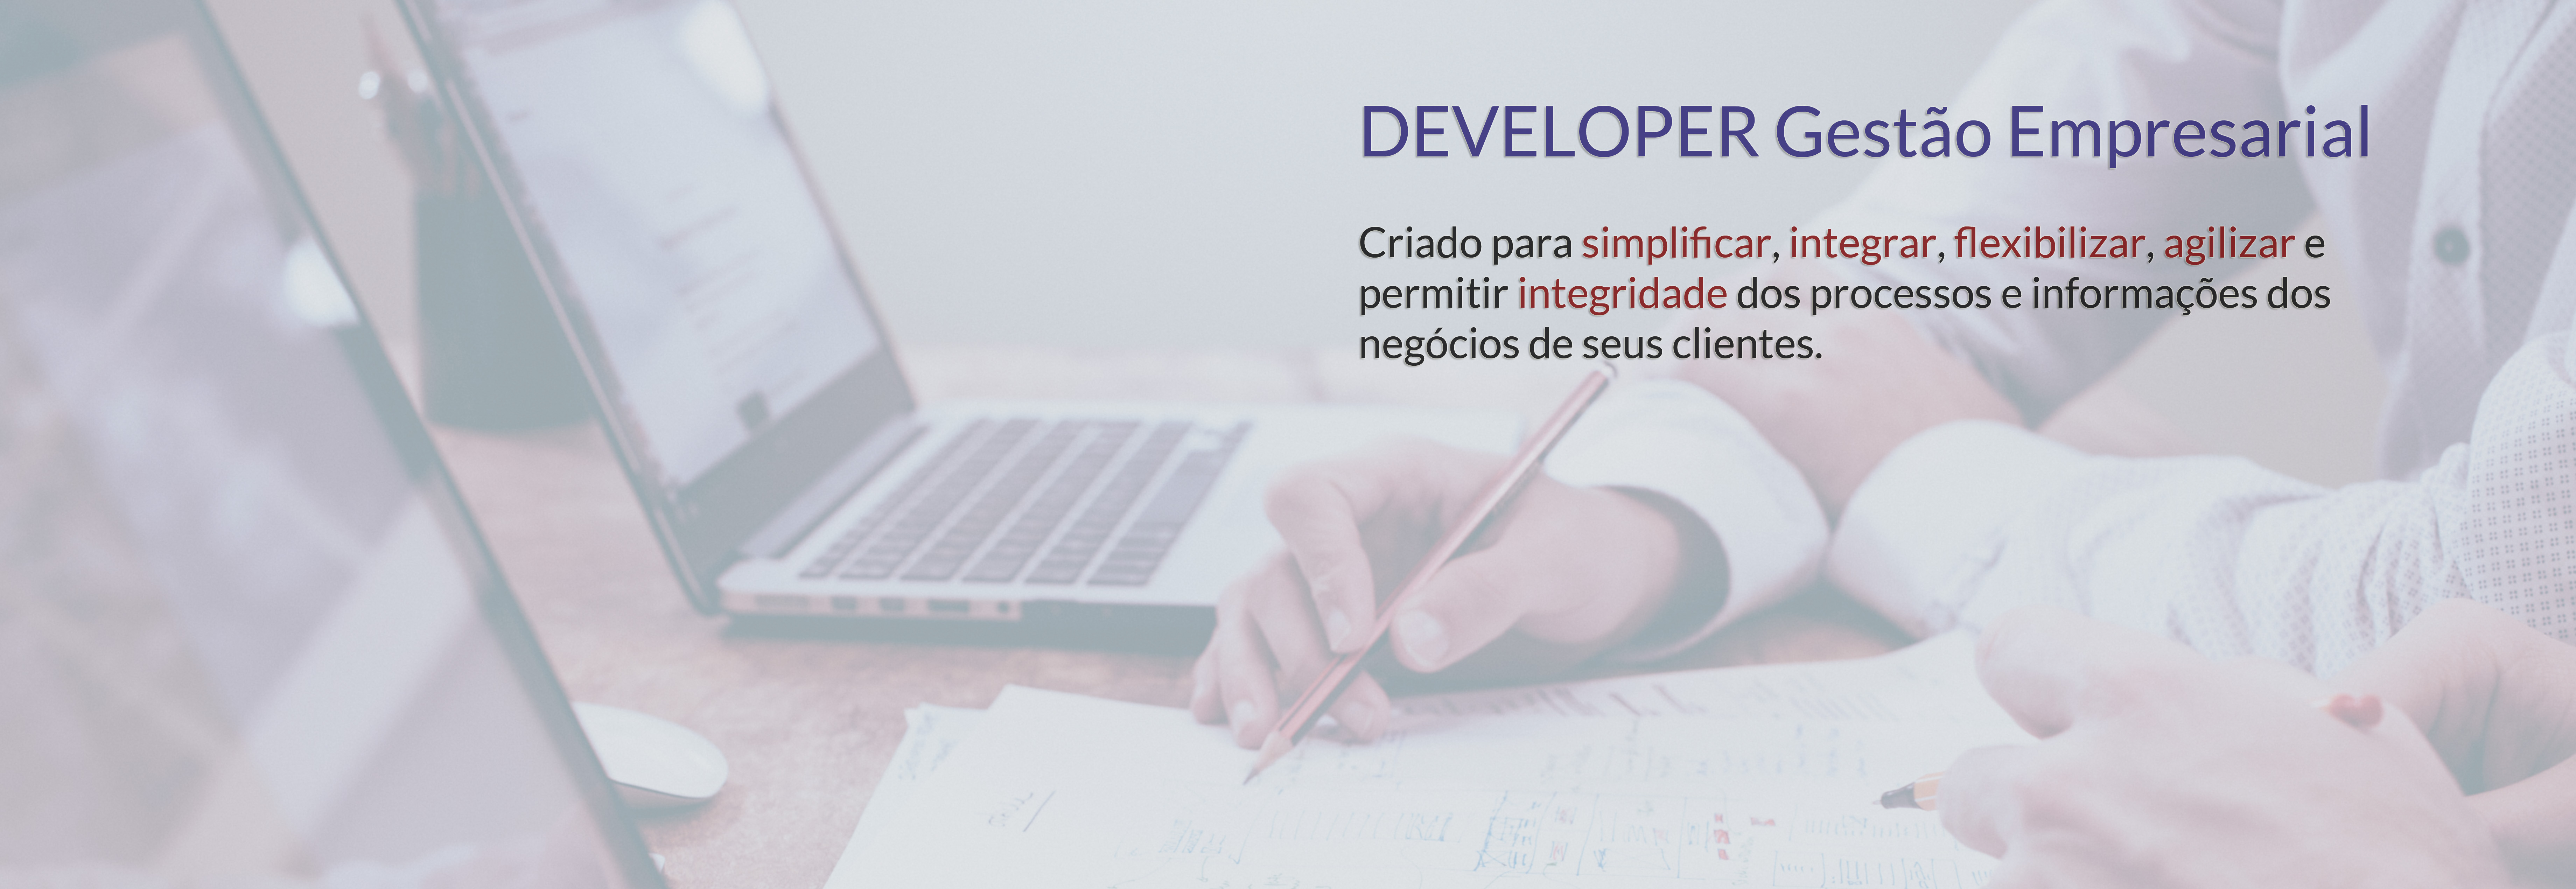 DEVELOPER Gestão Empresarial
Criado para simplificar, integrar, flexibilizar, agilizar e
permitir integridade dos processos e informações dos
negócios de seus clientes.